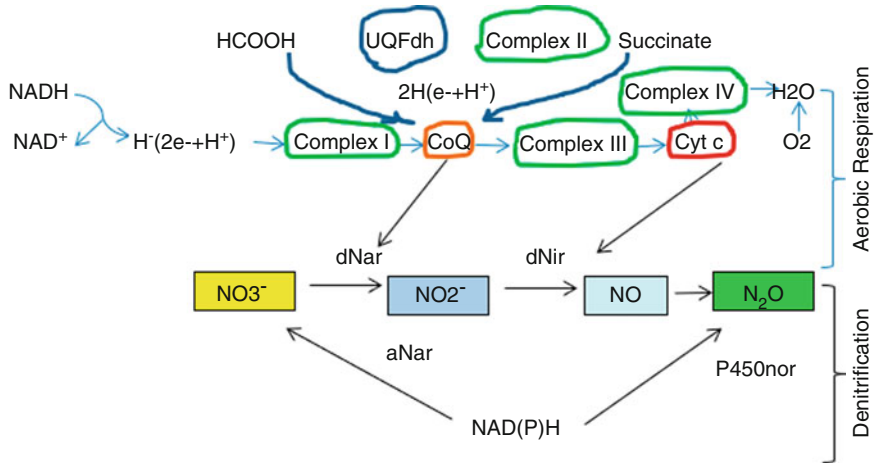 HCOOH
UQFdh
Complex II
Succinate
NADH
2H(e-+H⁺)
Complex IV
H2O
NAD⁺
H⁻(2e-+H⁺)
Complex I
CoQ
Complex III
Cyt c
O2
Aerobic Respiration
dNar
dNir
NO3⁻
NO2⁻
NO
N₂O
aNar
P450nor
NAD(P)H
Denitrification